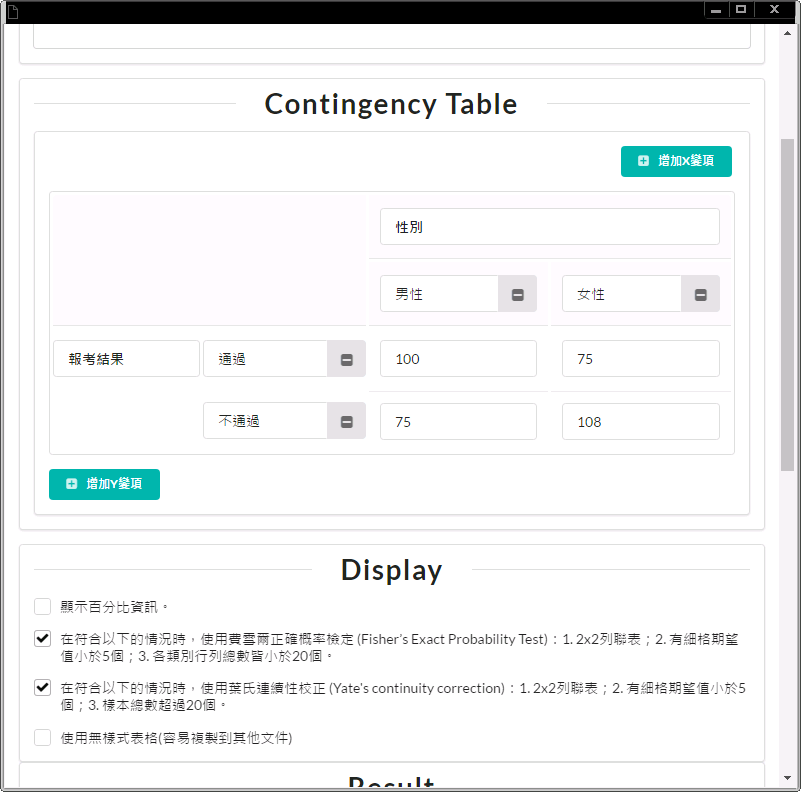 Contingency Table
增加X變項
性別
男性
女性
報考結果
通過
100
75
不通過
75
108
增加Y變項
Display
顯示百分比資訊。
在符合以下的情況時，使用費雪爾正確概率檢定 (Fisher's Exact Probability Test)：1. 2x2列聯表；2. 有細格期望
值小於5個；3. 各類別行列總數皆小於20個。
在符合以下的情況時，使用葉氏連續性校正 (Yate's continuity correction)：1. 2x2列聯表；2. 有細格期望值小於5
個；3. 樣本總數超過20個。
使用無樣式表格(容易複製到其他文件)
Result